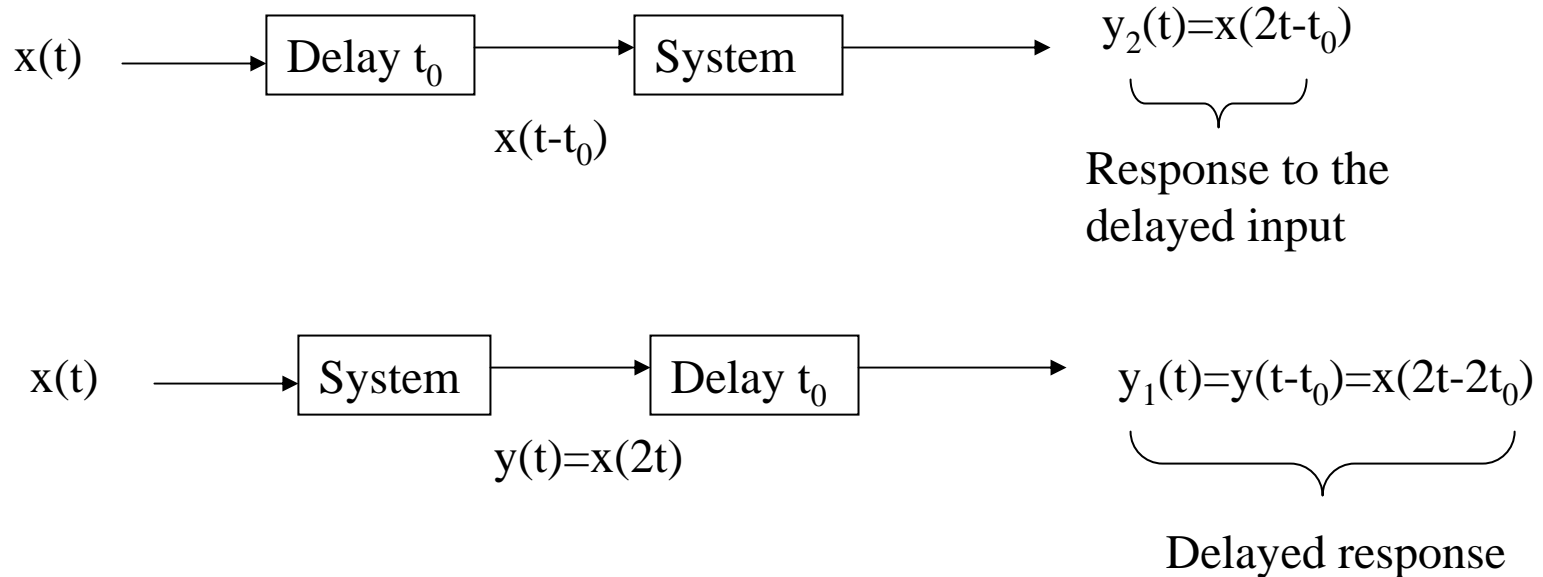 x(t)
Delay t₀
System
y₂(t)=x(2t-t₀)
x(t-t₀)
Response to the
delayed input
x(t)
System
Delay t₀
y₁(t)=y(t-t₀)=x(2t-2t₀)
y(t)=x(2t)
Delayed response